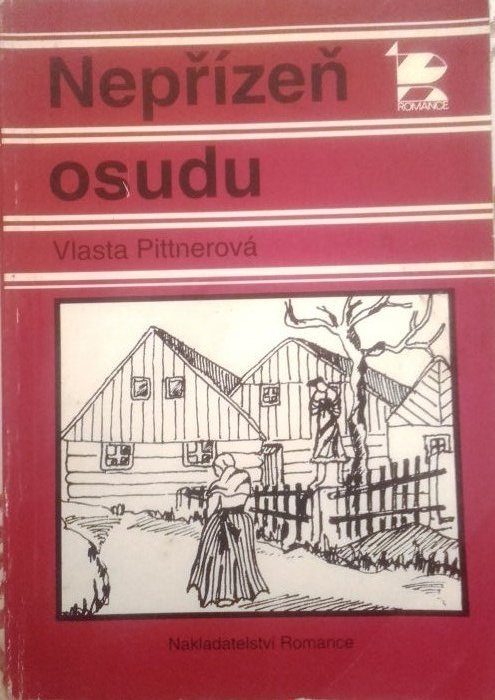 Nepřízeň
ROMANCE
osudu
Vlasta Pittnerová
Nakladatelství Romance